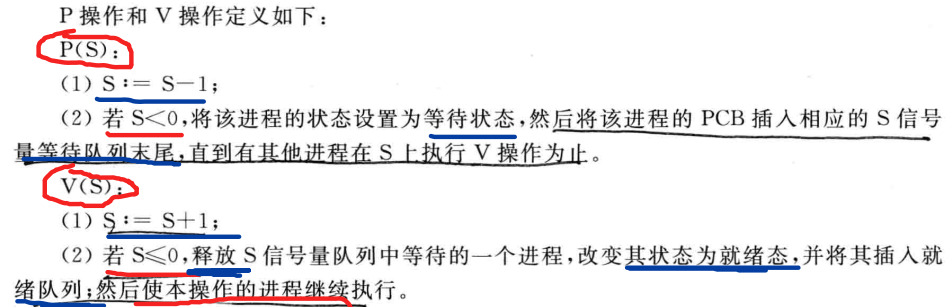 P 操作和 V 操作定义如下：
P(S)：
(1) S := S−1；
(2) 若 S<0,将该进程的状态设置为等待状态,然后将该进程的 PCB 插入相应的 S 信号
量等待队列末尾,直到有其他进程在 S 上执行 V 操作为止。
V(S)：
(1) S := S+1；
(2) 若 S≤0,释放 S 信号量队列中等待的一个进程,改变其状态为就绪态,并将其插入就
绪队列;然后使本操作的进程继续执行。